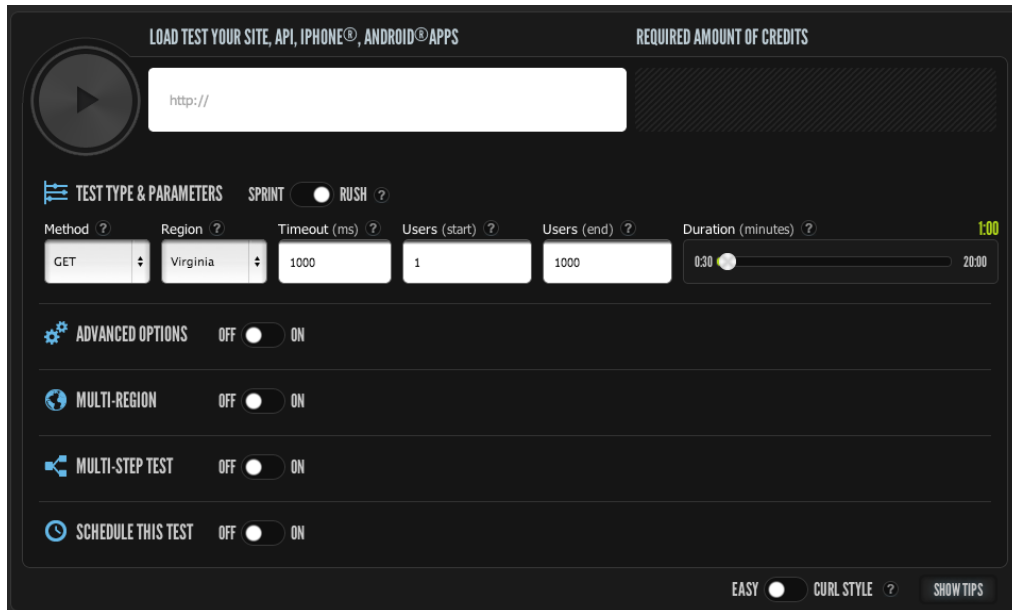 LOAD TEST YOUR SITE, API, IPHONE®, ANDROID® APPS REQUIRED AMOUNT OF CREDITS
http://
TEST TYPE & PARAMETERS SPRINT RUSH ?
Method ? Region ? Timeout (ms) ? Users (start) ? Users (end) ? Duration (minutes) ? 1:00
GET Virginia 1000 1 1000 0:30 20:00
ADVANCED OPTIONS OFF ON
MULTI-REGION OFF ON
MULTI-STEP TEST OFF ON
SCHEDULE THIS TEST OFF ON
EASY CURL STYLE ? SHOW TIPS